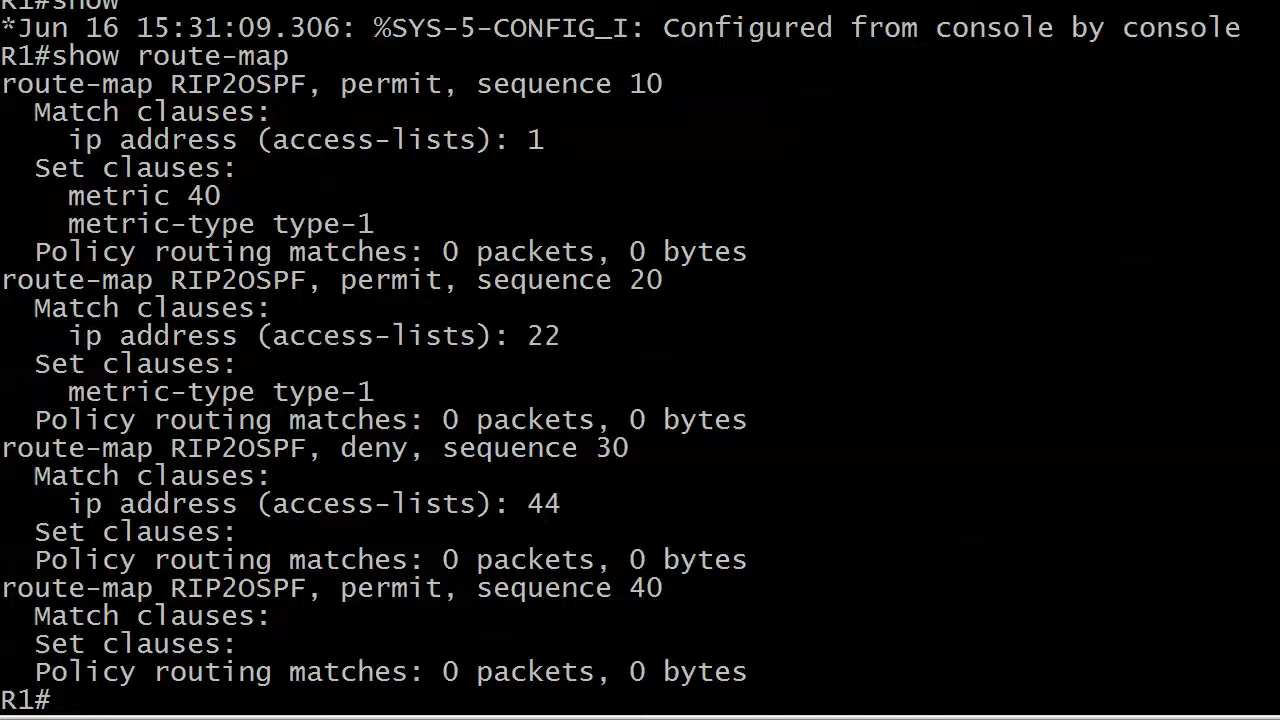 R1#show
*Jun 16 15:31:09.306: %SYS-5-CONFIG_I: Configured from console by console
R1#show route-map
route-map RIP2OSPF, permit, sequence 10
  Match clauses:
    ip address (access-lists): 1
  Set clauses:
    metric 40
    metric-type type-1
  Policy routing matches: 0 packets, 0 bytes
route-map RIP2OSPF, permit, sequence 20
  Match clauses:
    ip address (access-lists): 22
  Set clauses:
    metric-type type-1
  Policy routing matches: 0 packets, 0 bytes
route-map RIP2OSPF, deny, sequence 30
  Match clauses:
    ip address (access-lists): 44
  Set clauses:
  Policy routing matches: 0 packets, 0 bytes
route-map RIP2OSPF, permit, sequence 40
  Match clauses:
  Set clauses:
  Policy routing matches: 0 packets, 0 bytes
R1#